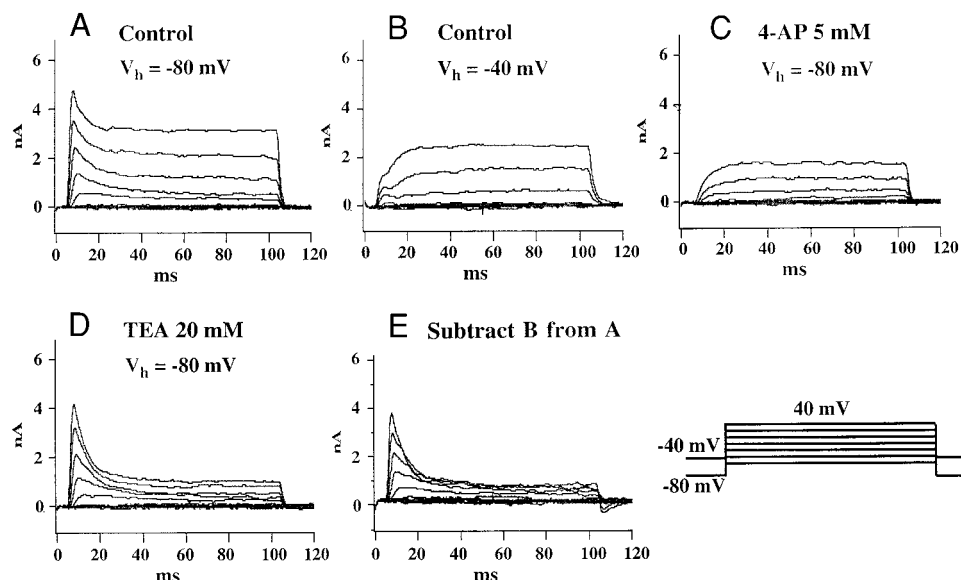 A Control
V_h = -80 mV
6
4
2
0
nA
0 20 40 60 80 100 120
ms
B Control
V_h = -40 mV
6
4
2
0
nA
0 20 40 60 80 100 120
ms
C 4-AP 5 mM
V_h = -80 mV
6
4
2
0
nA
0 20 40 60 80 100 120
ms
D TEA 20 mM
V_h = -80 mV
6
4
2
0
nA
0 20 40 60 80 100 120
ms
E Subtract B from A
6
4
2
0
nA
0 20 40 60 80 100 120
ms
40 mV
-40 mV
-80 mV